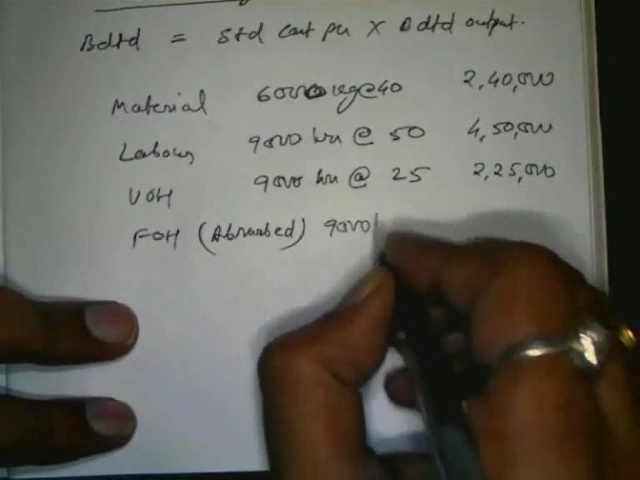 Bdtd = Std Cost pu × Bdtd output.
Material 6000 kg@40 2,40,000
Labour 9000 hrs @ 50 4,50,000
VOH 9000 hrs @ 25 2,25,000
FOH (Absorbed) 9000